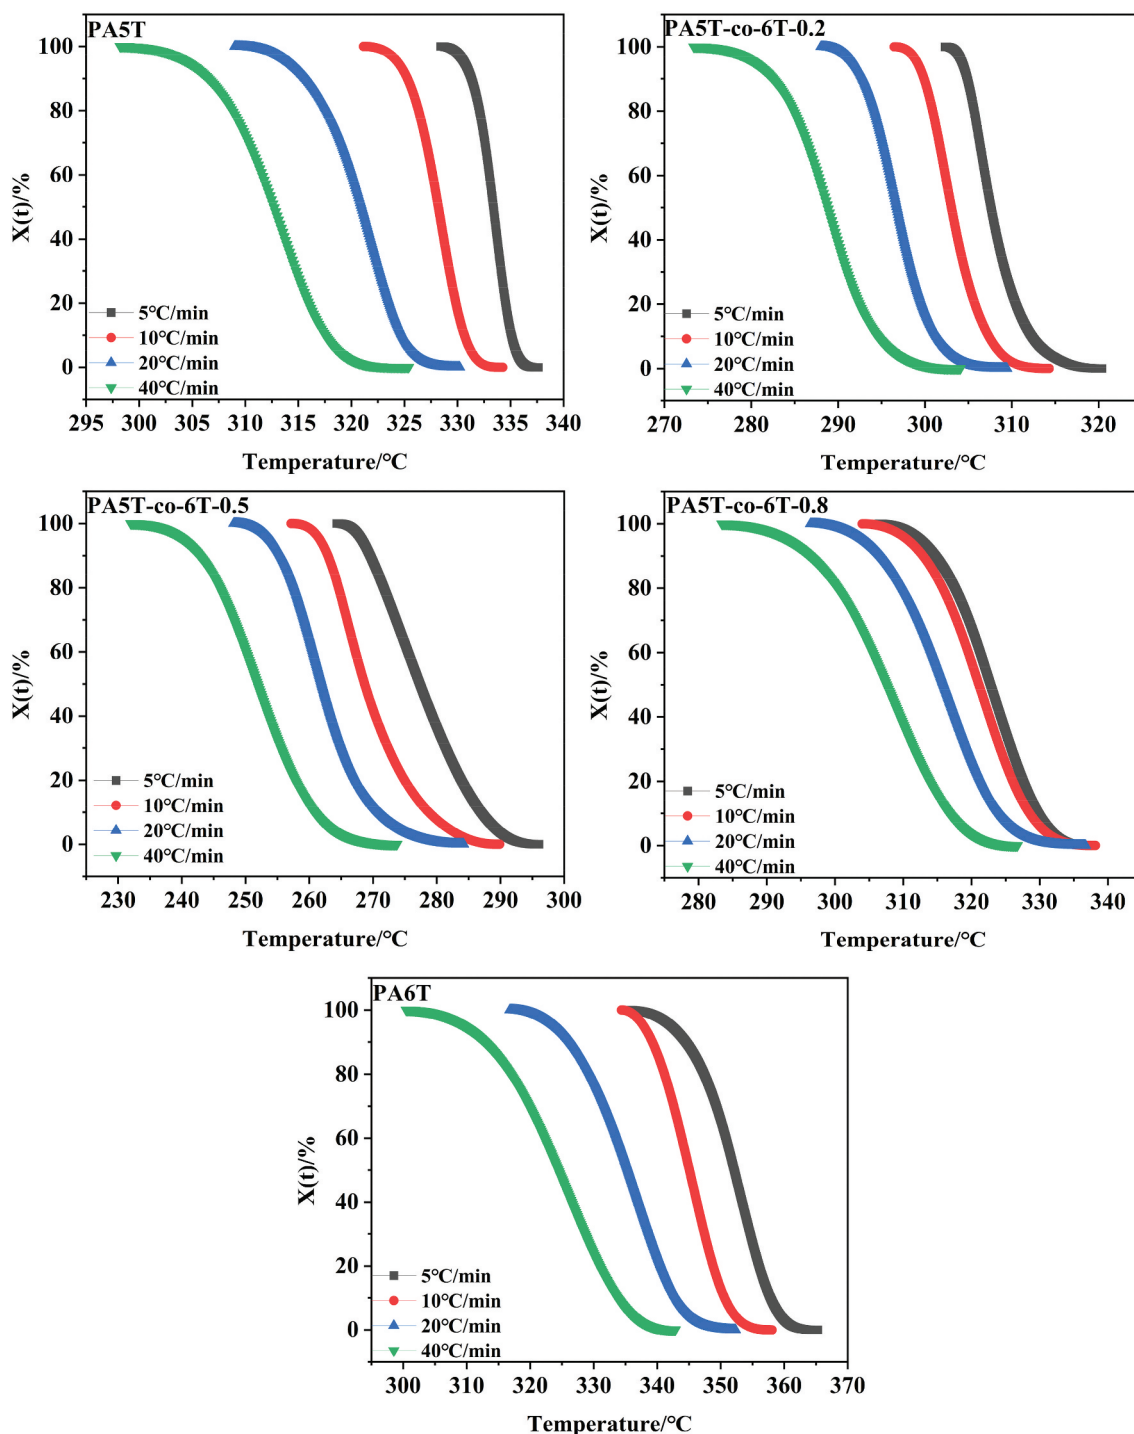 PA5T
100
80
60
40
20
0
X(t)/%
5℃/min
10℃/min
20℃/min
40℃/min
295 300 305 310 315 320 325 330 335 340
Temperature/℃
PA5T-co-6T-0.2
100
80
60
40
20
0
X(t)/%
5℃/min
10℃/min
20℃/min
40℃/min
270 280 290 300 310 320
Temperature/℃
PA5T-co-6T-0.5
100
80
60
40
20
0
X(t)/%
5℃/min
10℃/min
20℃/min
40℃/min
230 240 250 260 270 280 290 300
Temperature/℃
PA5T-co-6T-0.8
100
80
60
40
20
0
X(t)/%
5℃/min
10℃/min
20℃/min
40℃/min
280 290 300 310 320 330 340
Temperature/℃
PA6T
100
80
60
40
20
0
X(t)/%
5℃/min
10℃/min
20℃/min
40℃/min
300 310 320 330 340 350 360 370
Temperature/℃